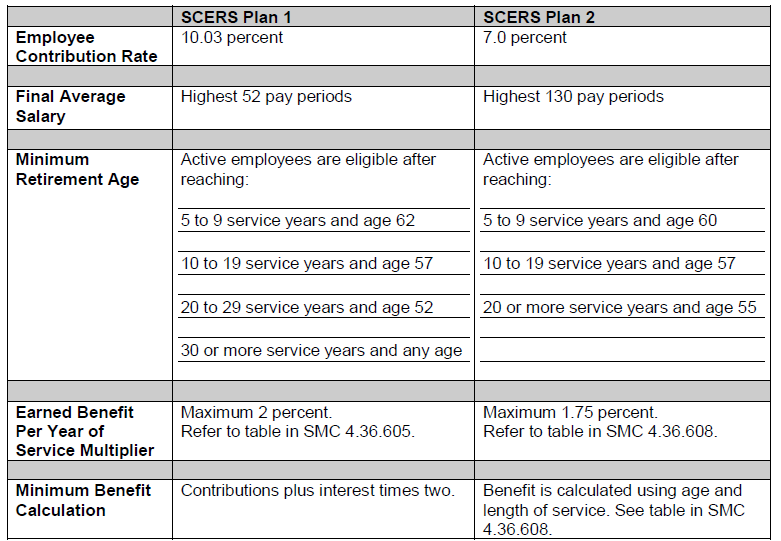 SCERS Plan 1 SCERS Plan 2
Employee Contribution Rate 10.03 percent 7.0 percent
Final Average Salary Highest 52 pay periods Highest 130 pay periods
Minimum Retirement Age
Active employees are eligible after
reaching:
5 to 9 service years and age 62
10 to 19 service years and age 57
20 to 29 service years and age 52
30 or more service years and any age
Active employees are eligible after
reaching:
5 to 9 service years and age 60
10 to 19 service years and age 57
20 or more service years and age 55
Earned Benefit
Per Year of
Service Multiplier
Maximum 2 percent.
Refer to table in SMC 4.36.605.
Maximum 1.75 percent.
Refer to table in SMC 4.36.608.
Minimum Benefit
Calculation
Contributions plus interest times two.
Benefit is calculated using age and
length of service. See table in SMC
4.36.608.